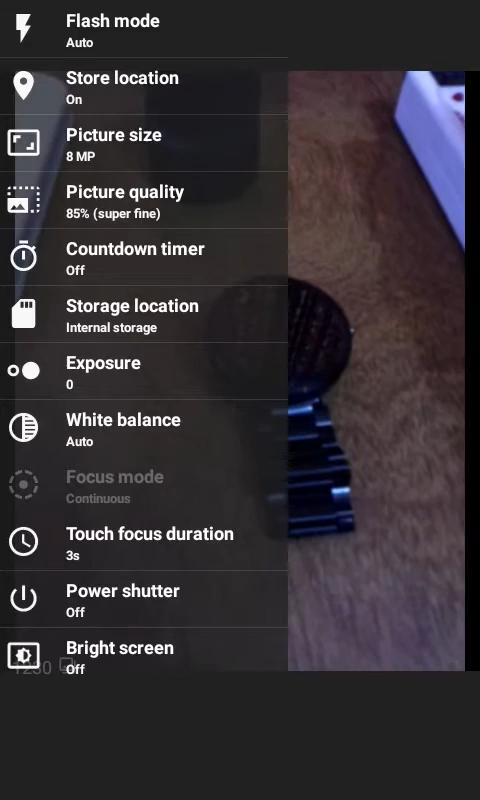 Flash mode
Auto
Store location
On
Picture size
8 MP
Picture quality
85% (super fine)
Countdown timer
Off
Storage location
Internal storage
Exposure
0
White balance
Auto
Focus mode
Continuous
Touch focus duration
3s
Power shutter
Off
Bright screen
Off